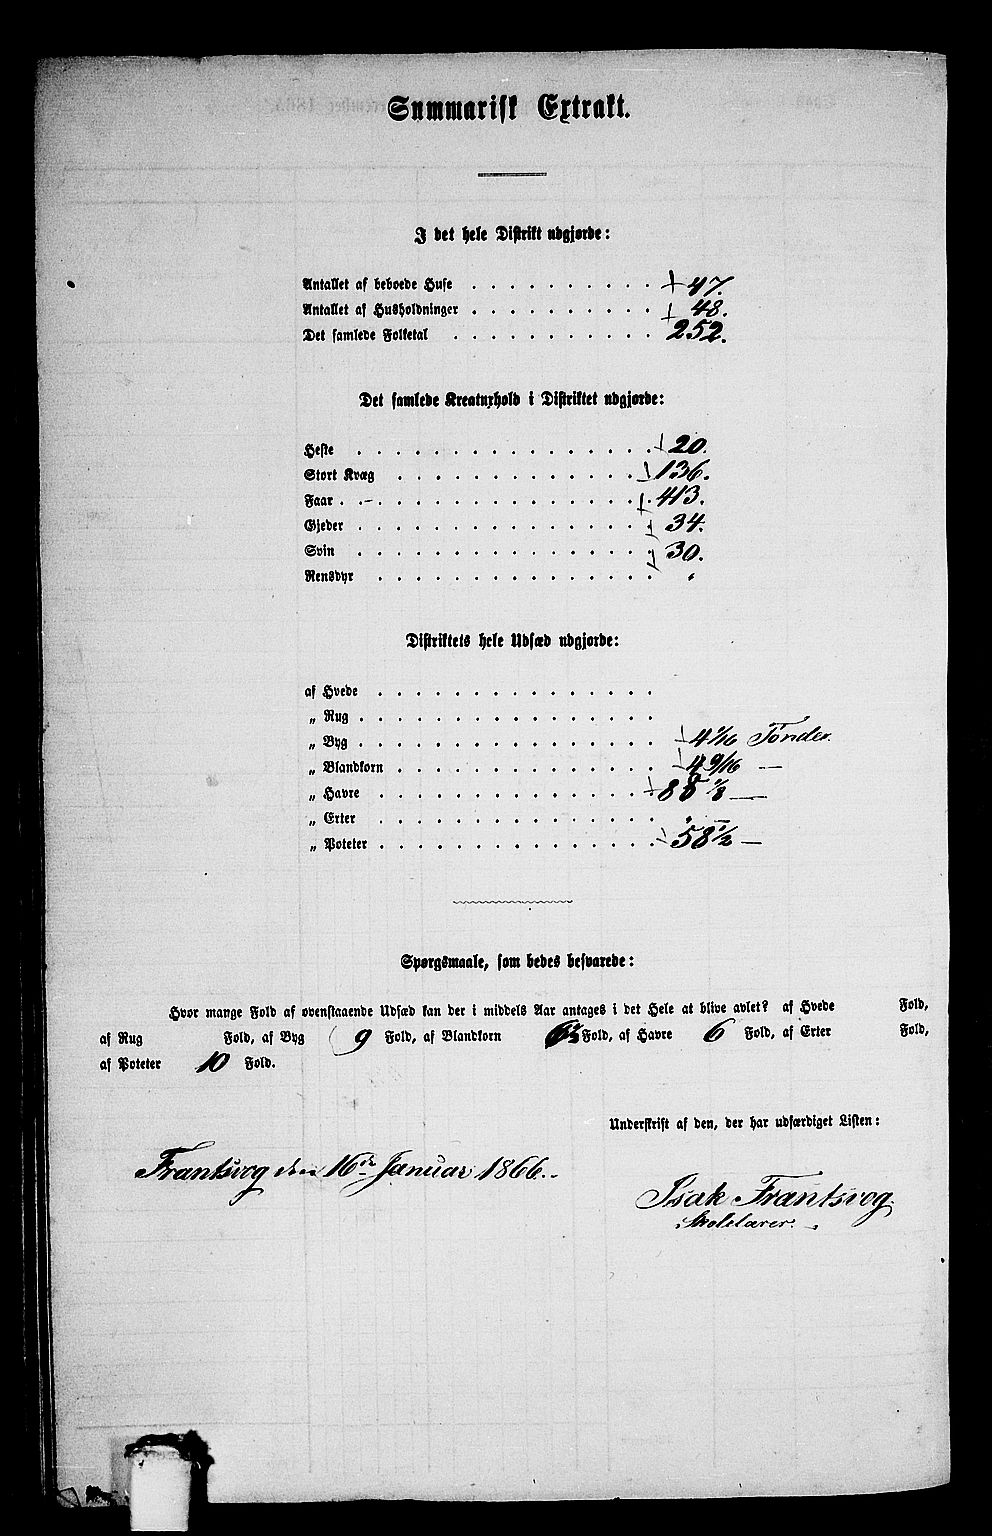 Summarisk Extrakt.
I det hele Distrikt udgjorde:
Antallet af beboede Huse . . . . . . . . . . 47.
Antallet af Husholdninger . . . . . . . . . . 48.
Det samlede Folketal . . . . . . . . . . . 252.
Det samlede Kreaturhold i Distriktet udgjorde:
Heste . . . . . . . . . . . . . . . . 20.
Stort Kvæg . . . . . . . . . . . . . 136.
Faar . . . . . . . . . . . . . . . . 413.
Gjeder . . . . . . . . . . . . . . . . 34.
Svin . . . . . . . . . . . . . . . . 30.
Rensdyr . . . . . . . . . . . . . . . "
Distriktets hele Udsæd udgjorde:
af Hvede . . . . . . . . . . . . . . .
„ Rug . . . . . . . . . . . . . . . .
„ Byg . . . . . . . . . . . . . . . . 4 1/16 Tønder.
„ Blandkorn . . . . . . . . . . . . . . 4 9/16 —
„ Havre . . . . . . . . . . . . . . . 88 1/8 —
„ Erter . . . . . . . . . . . . . . . " —
„ Poteter . . . . . . . . . . . . . . . 58 1/2 —
Spørgsmaale, som bedes besvarede:
Hvor mange Fold af ovenstaaende Udsæd kan der i middels Aar antages i det Hele at blive avlet? af Hvede Fold,
af Rug Fold, af Byg 9 Fold, af Blandkorn Fold, af Havre 6 Fold, af Erter Fold,
af Poteter 10 Fold.
Underskrift af den, der har udfærdiget Listen:
Frantsvog den 16de Januar 1866.
Isak Frantsvog
Skolelærer.